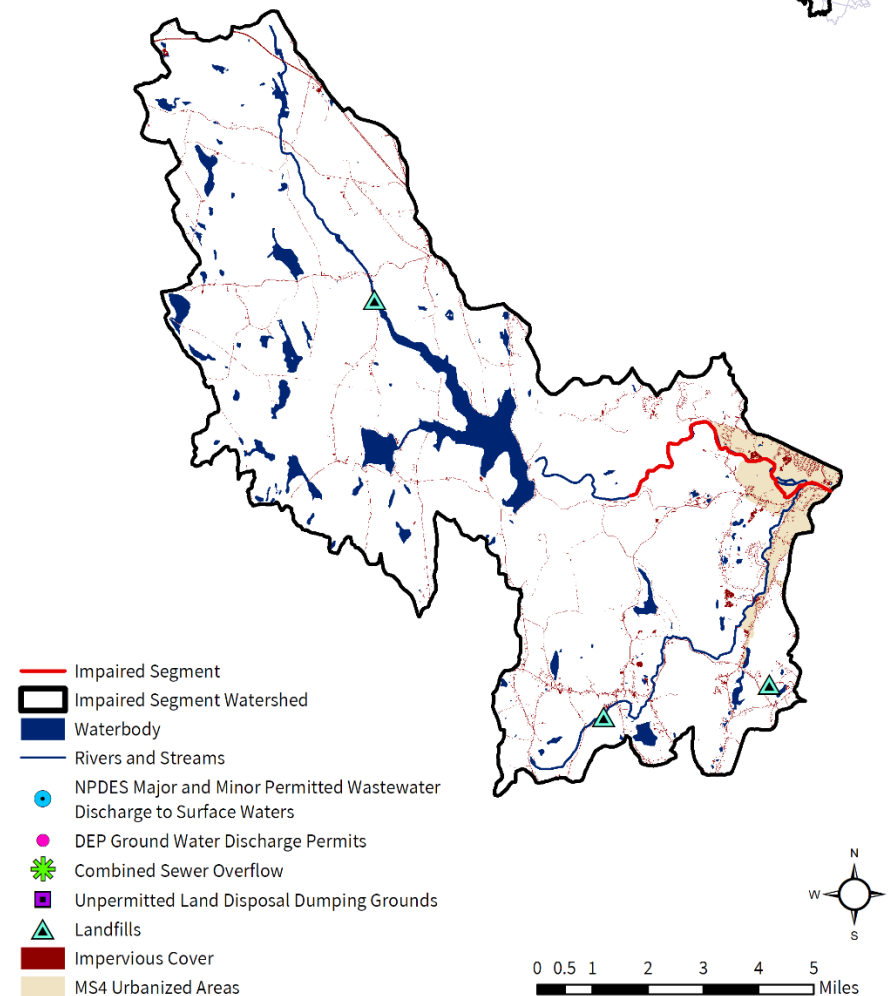 Impaired Segment
Impaired Segment Watershed
Waterbody
Rivers and Streams
NPDES Major and Minor Permitted Wastewater
Discharge to Surface Waters
DEP Ground Water Discharge Permits
Combined Sewer Overflow
Unpermitted Land Disposal Dumping Grounds
Landfills
Impervious Cover
MS4 Urbanized Areas
N
W E
S
0 0.5 1 2 3 4 5
Miles